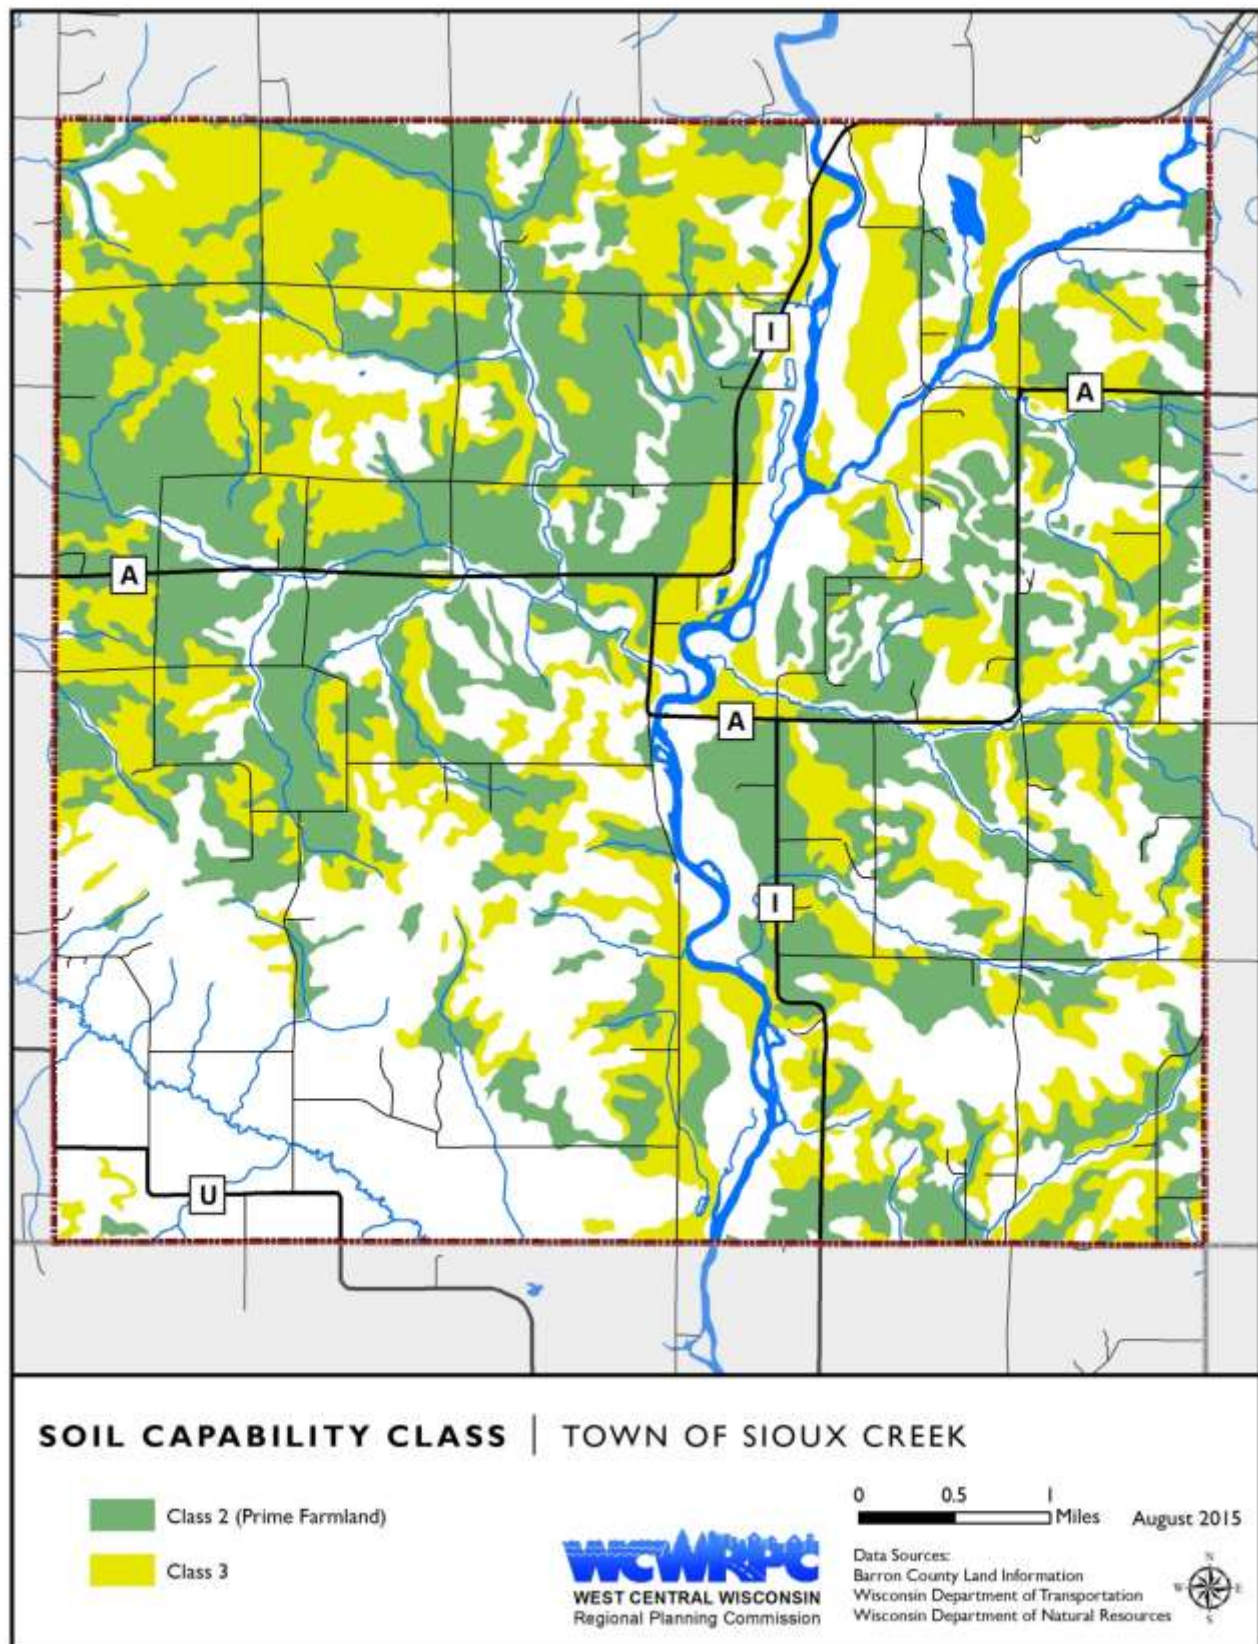 I
A
A
A
I
U
SOIL CAPABILITY CLASS | TOWN OF SIOUX CREEK
Class 2 (Prime Farmland)
Class 3
WCWRPC
WEST CENTRAL WISCONSIN
Regional Planning Commission
0 0.5 1
Miles
August 2015
Data Sources:
Barron County Land Information
Wisconsin Department of Transportation
Wisconsin Department of Natural Resources
N
W E
S